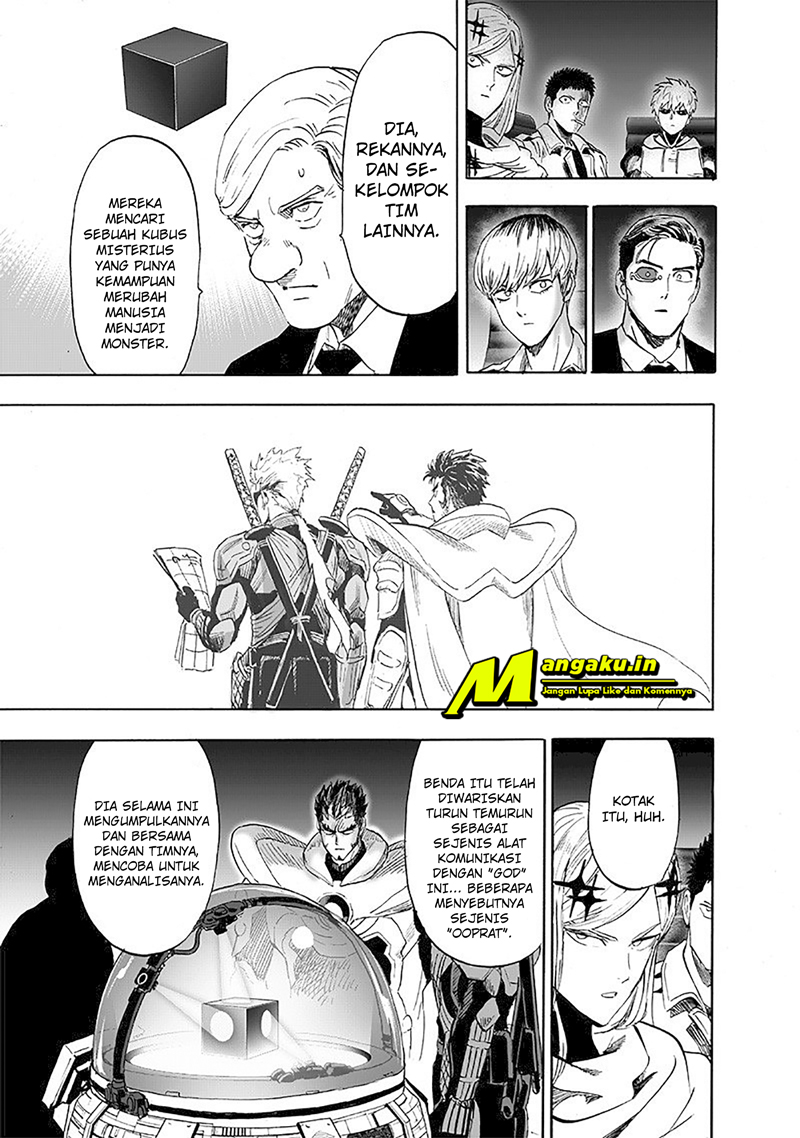 DIA,
REKANNYA,
DAN SE-
KELOMPOK
TIM
LAINNYA.
MEREKA
MENCARI
SEBUAH KUBUS
MISTERIUS
YANG PUNYA
KEMAMPUAN
MERUBAH
MANUSIA
MENJADI
MONSTER.
Mangaku.in
Jangan Lupa Like dan Komennya
KOTAK
ITU, HUH.
BENDA ITU TELAH
DIWARISKAN
TURUN TEMURUN
SEBAGAI
SEJENIS ALAT
KOMUNIKASI
DENGAN "GOD"
INI... BEBERAPA
MENYEBUTNYA
SEJENIS
"OOPRAT".
DIA SELAMA INI
MENGUMPULKANNYA
DAN BERSAMA
DENGAN TIMNYA,
MENCOBA UNTUK
MENGANALISANYA.